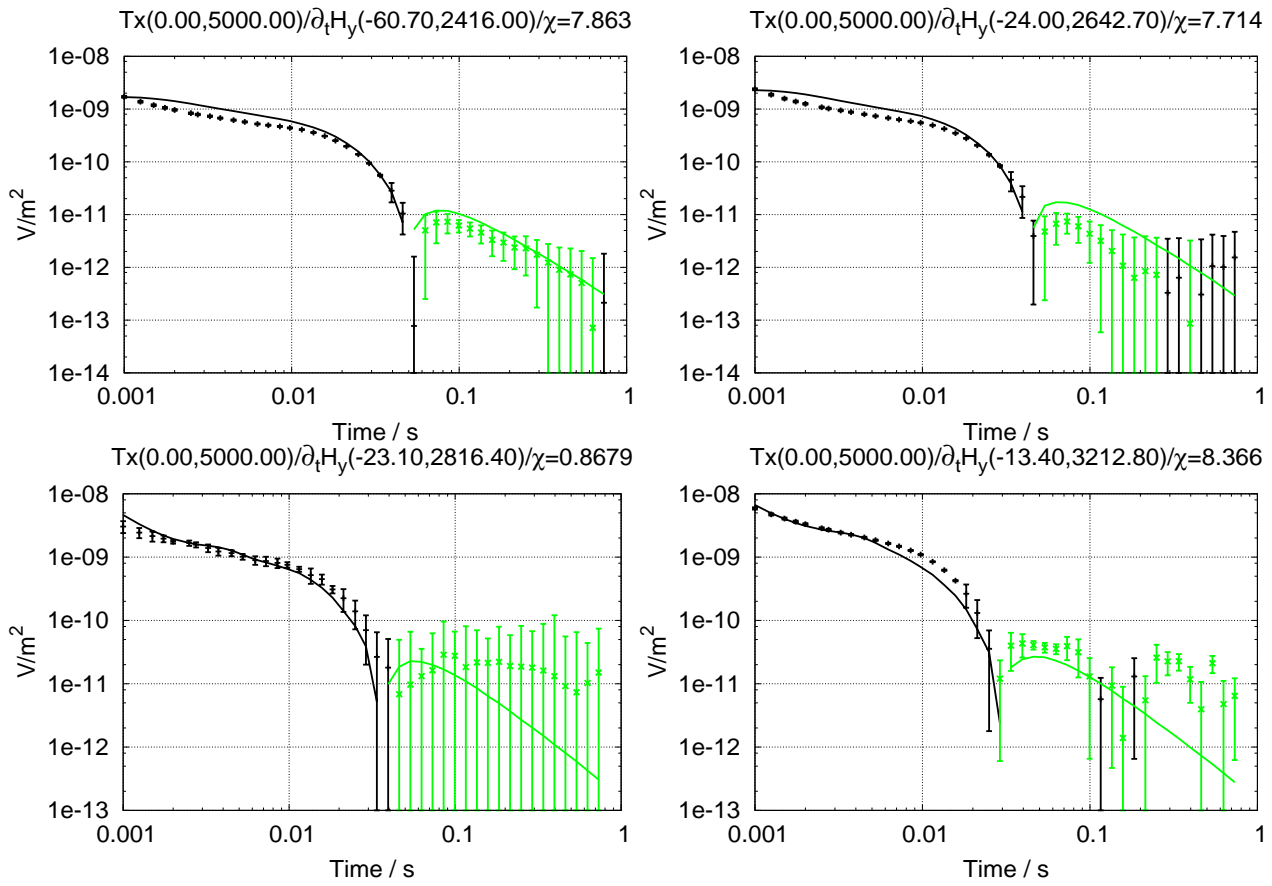 Tx(0.00,5000.00)/∂tHy(-60.70,2416.00)/χ=7.863
1e-08
1e-09
1e-10
1e-11
1e-12
1e-13
1e-14
V/m²
0.001 0.01 0.1 1
Time / s
Tx(0.00,5000.00)/∂tHy(-24.00,2642.70)/χ=7.714
1e-08
1e-09
1e-10
1e-11
1e-12
1e-13
1e-14
V/m²
0.001 0.01 0.1 1
Time / s
Tx(0.00,5000.00)/∂tHy(-23.10,2816.40)/χ=0.8679
1e-08
1e-09
1e-10
1e-11
1e-12
1e-13
V/m²
0.001 0.01 0.1 1
Time / s
Tx(0.00,5000.00)/∂tHy(-13.40,3212.80)/χ=8.366
1e-08
1e-09
1e-10
1e-11
1e-12
1e-13
V/m²
0.001 0.01 0.1 1
Time / s